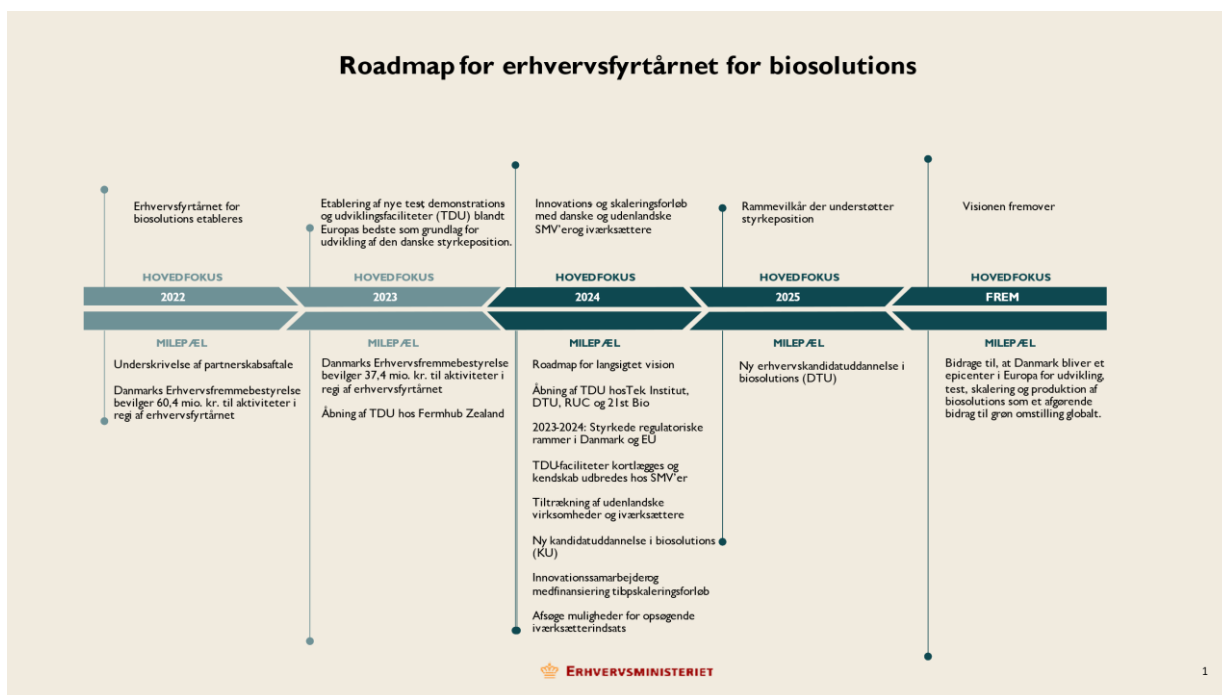 Roadmap for erhvervsfyrtårnet for biosolutions
Erhvervsfyrtårnet for
biosolutions etableres
HOVEDFOKUS
2022
MILEPÆL
Underskrivelse af partnerskabsaftale
Danmarks Erhvervsfremmebestyrelse
bevilger 60,4 mio. kr. til aktiviteter i
regi af erhvervsfyrtårnet
Etablering af nye test, demonstrations
og udviklingsfaciliteter (TDU) blandt
Europas bedste som grundlag for
udvikling af den danske styrkeposition.
HOVEDFOKUS
2023
MILEPÆL
Danmarks Erhvervsfremmebestyrelse
bevilger 37,4 mio. kr. til aktiviteter i
regi af erhvervsfyrtårnet
Åbning af TDU hos Fermhub Zealand
Innovations- og skaleringsforløb
med danske og udenlandske
SMV'erog iværksættere
HOVEDFOKUS
2024
MILEPÆL
Roadmap for langsigtet vision
Åbning af TDU hosTek Institut,
DTU, RUC og 21st Bio
2023-2024: Styrkede regulatoriske
rammer i Danmark og EU
TDU-faciliteter kortlægges og
kendskab udbredes hos SMV'er
Tiltrækning af udenlandske
virksomheder og iværksættere
Ny kandidatuddannelse i biosolutions
(KU)
Innovationssamarbejderog
medfinansiering til opskaleringsforløb
Afsøge muligheder for opsøgende
iværksætterindsats
Rammevilkår der understøtter
styrkeposition
HOVEDFOKUS
2025
MILEPÆL
Ny erhvervskandidatuddannelse i
biosolutions (DTU)
Visionen fremover
HOVEDFOKUS
FREM
MILEPÆL
Bidrage til, at Danmark bliver et
epicenter i Europa for udvikling,
test, skalering og produktion af
biosolutions som et afgørende
bidrag til grøn omstilling globalt.
ERHVERVSMINISTERIET
1